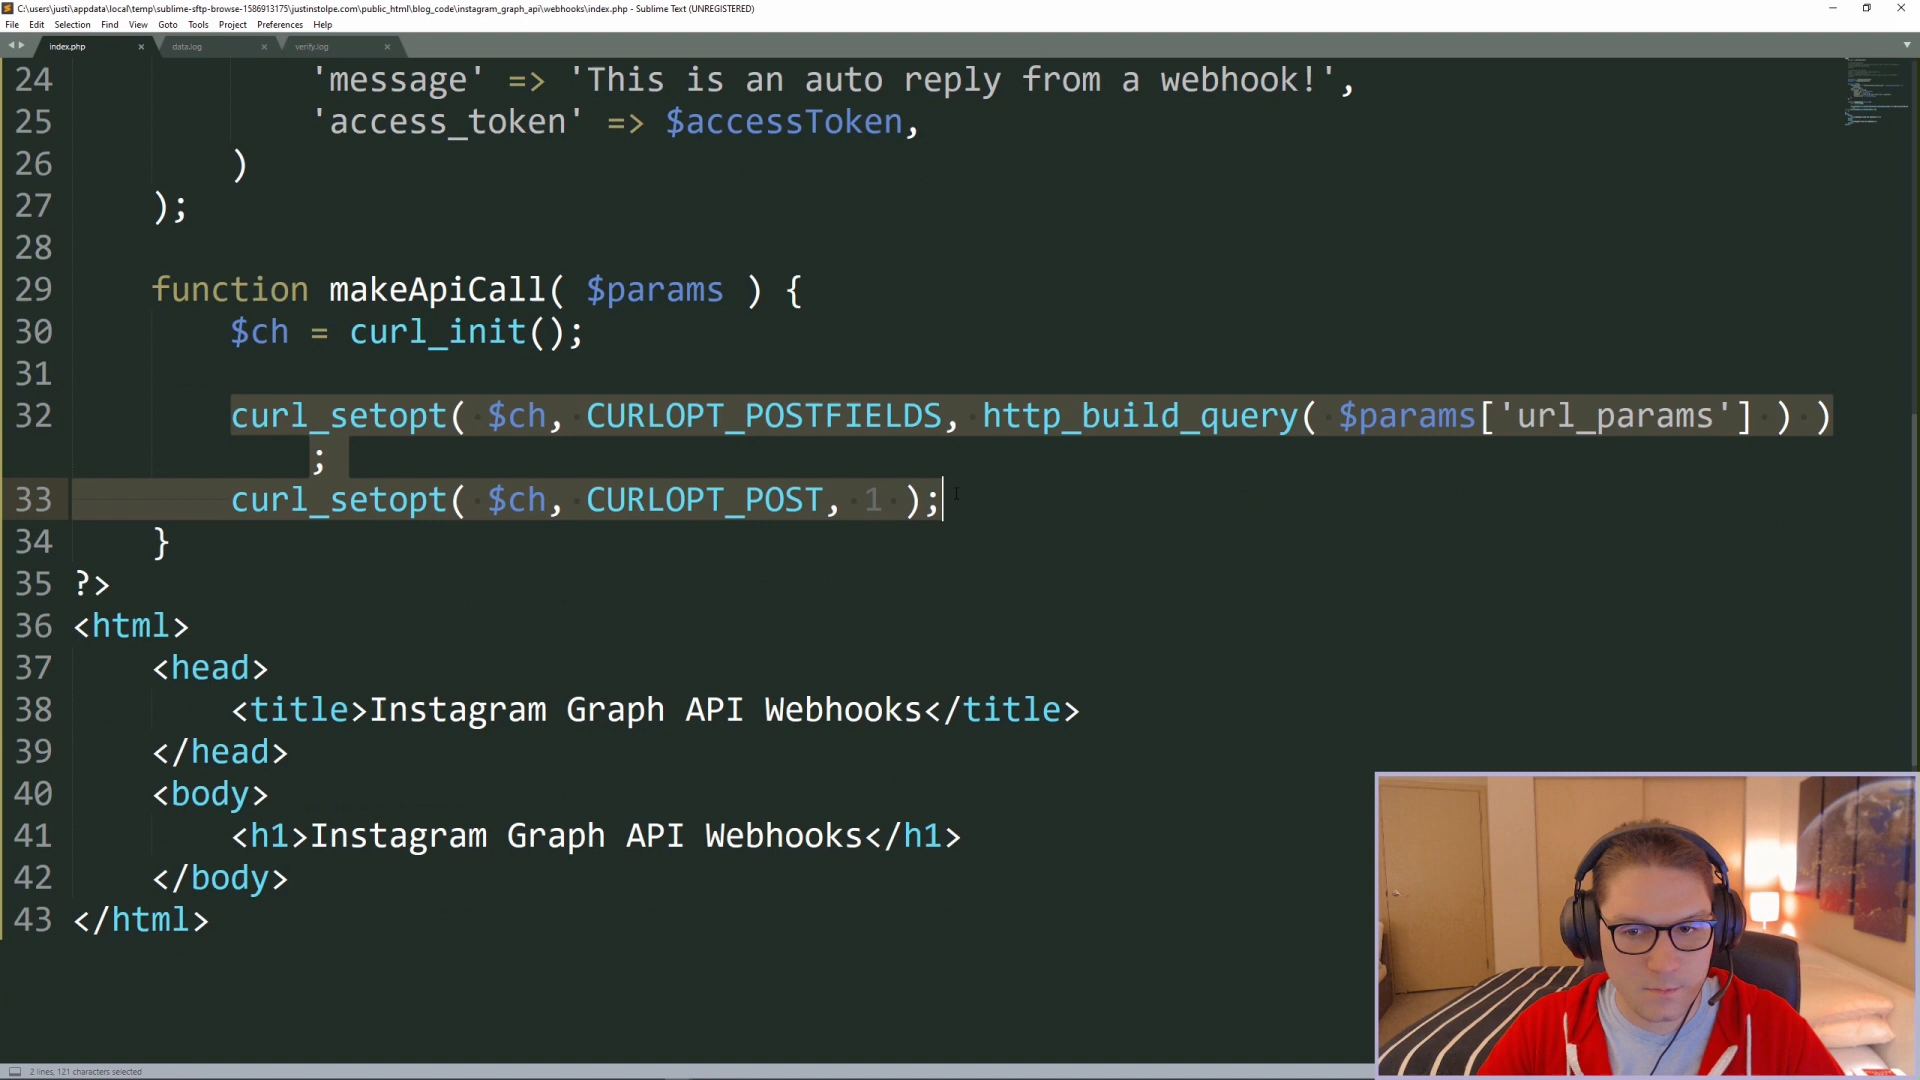 C:\users\justi\appdata\local\temp\sublime-sftp-browse-1586913175\justinstolpe.com\public_html\blog_code\instagram_graph_api\webhooks\index.php - Sublime Text (UNREGISTERED)
File Edit Selection Find View Goto Tools Project Preferences Help
index.php data.log verify.log
24 'message' => 'This is an auto reply from a webhook!',
25 'access_token' => $accessToken,
26 )
27 );
28
29 function makeApiCall( $params ) {
30 $ch = curl_init();
31
32 curl_setopt( $ch, CURLOPT_POSTFIELDS, http_build_query( $params['url_params'] ) )
;
33 curl_setopt( $ch, CURLOPT_POST, 1 );
34 }
35 ?>
36 <html>
37 <head>
38 <title>Instagram Graph API Webhooks</title>
39 </head>
40 <body>
41 <h1>Instagram Graph API Webhooks</h1>
42 </body>
43 </html>
2 lines, 121 characters selected